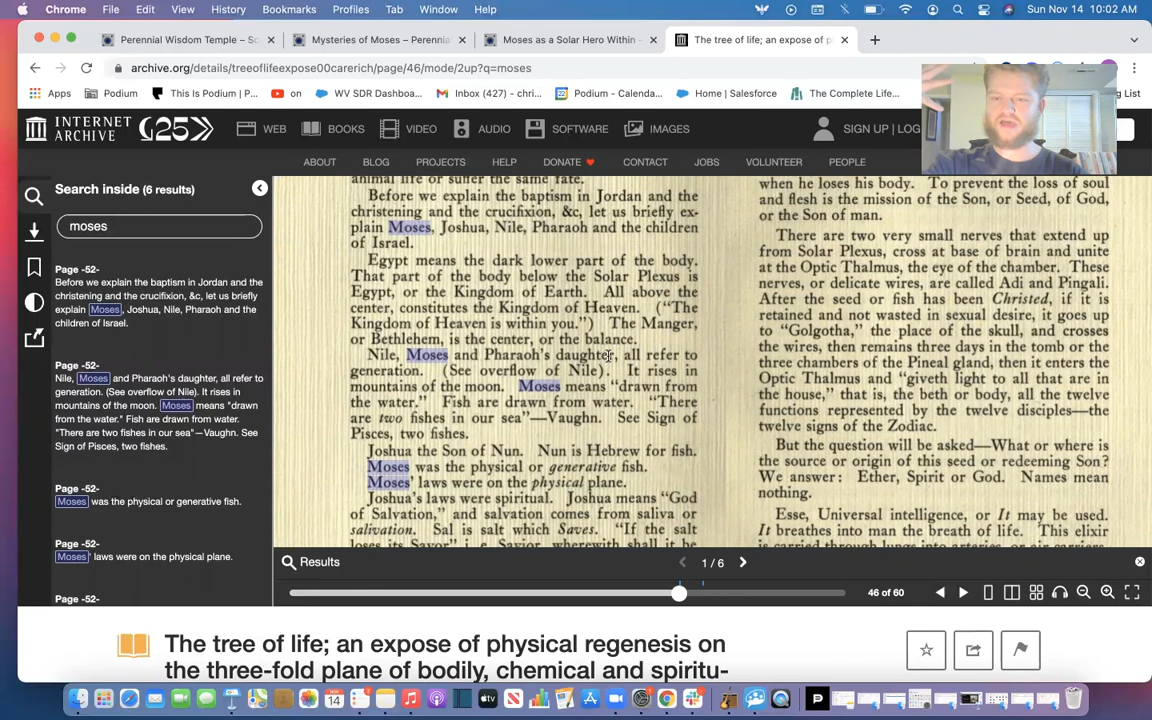 Chrome File Edit View History Bookmarks Profiles Tab Window Help Sun Nov 14 10:02 AM
Perennial Wisdom Temple – Sc Mysteries of Moses – Perennia Moses as a Solar Hero Within - The tree of life; an expose of p
archive.org/details/treeoflifeexpose00carerich/page/46/mode/2up?q=moses
Apps Podium This Is Podium | P... on WV SDR Dashboa... Inbox (427) - chri... Podium - Calenda... Home | Salesforce The Complete Life... List
INTERNET ARCHIVE 25 WEB BOOKS VIDEO AUDIO SOFTWARE IMAGES SIGN UP | LOG
ABOUT BLOG PROJECTS HELP DONATE CONTACT JOBS VOLUNTEER PEOPLE
Search inside (6 results)
moses
Page -52-
Before we explain the baptism in Jordan and the
christening and the crucifixion, &c, let us briefly
explain Moses, Joshua, Nile, Pharaoh and the
children of Israel.
Page -52-
Nile, Moses and Pharaoh's daughter, all refer to
generation. (See overflow of Nile). It rises in
mountains of the moon. Moses means "drawn
from the water." Fish are drawn from water.
"There are two fishes in our sea"—Vaughn. See
Sign of Pisces, two fishes.
Page -52-
Moses was the physical or generative fish.
Page -52-
Moses' laws were on the physical plane.
Page -52-
animal life or suffer the same fate.
Before we explain the baptism in Jordan and the
christening and the crucifixion, &c, let us briefly ex-
plain Moses, Joshua, Nile, Pharaoh and the children
of Israel.
Egypt means the dark lower part of the body.
That part of the body below the Solar Plexus is
Egypt, or the Kingdom of Earth. All above the
center, constitutes the Kingdom of Heaven. ("The
Kingdom of Heaven is within you.") The Manger,
or Bethlehem, is the center, or the balance.
Nile, Moses and Pharaoh's daughter, all refer to
generation. (See overflow of Nile). It rises in
mountains of the moon. Moses means "drawn from
the water." Fish are drawn from water. "There
are two fishes in our sea"—Vaughn. See Sign of
Pisces, two fishes.
Joshua the Son of Nun. Nun is Hebrew for fish.
Moses was the physical or generative fish.
Moses' laws were on the physical plane.
Joshua's laws were spiritual. Joshua means "God
of Salvation," and salvation comes from saliva or
salivation. Sal is salt which Saves. "If the salt
loses its Savor" i. e. Savior, wherewith shall it be
when he loses his body. To prevent the loss of soul
and flesh is the mission of the Son, or Seed, of God,
or the Son of man.
There are two very small nerves that extend up
from Solar Plexus, cross at base of brain and unite
at the Optic Thalmus, the eye of the chamber. These
nerves, or delicate wires, are called Adi and Pingali.
After the seed or fish has been Christed, if it is
retained and not wasted in sexual desire, it goes up
to "Golgotha," the place of the skull, and crosses
the wires, then remains three days in the tomb or the
three chambers of the Pineal gland, then it enters the
Optic Thalmus and "giveth light to all that are in
the house," that is, the beth or body, all the twelve
functions represented by the twelve disciples—the
twelve signs of the Zodiac.
But the question will be asked—What or where is
the source or origin of this seed or redeeming Son?
We answer: Ether, Spirit or God. Names mean
nothing.
Esse, Universal intelligence, or It may be used.
It breathes into man the breath of life. This elixir
is carried through lungs into arteries, or air carriers,
Results 1 / 6
46 of 60
The tree of life; an expose of physical regenesis on
the three-fold plane of bodily, chemical and spiritu-